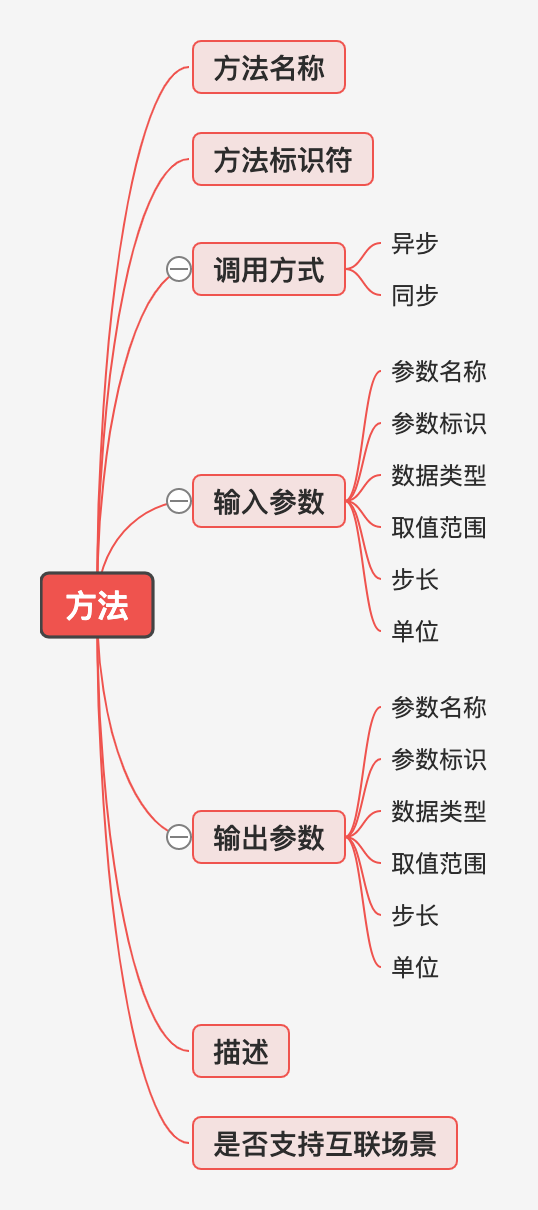 方法
方法名称
方法标识符
调用方式
异步
同步
输入参数
参数名称
参数标识
数据类型
取值范围
步长
单位
输出参数
参数名称
参数标识
数据类型
取值范围
步长
单位
描述
是否支持互联场景